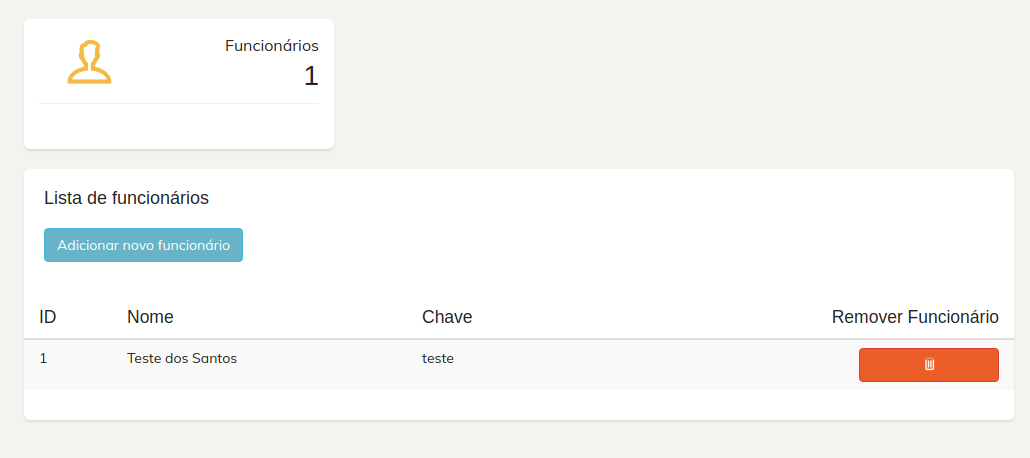 Funcionários
1
Lista de funcionários
Adicionar novo funcionário
ID Nome Chave Remover Funcionário
1 Teste dos Santos teste